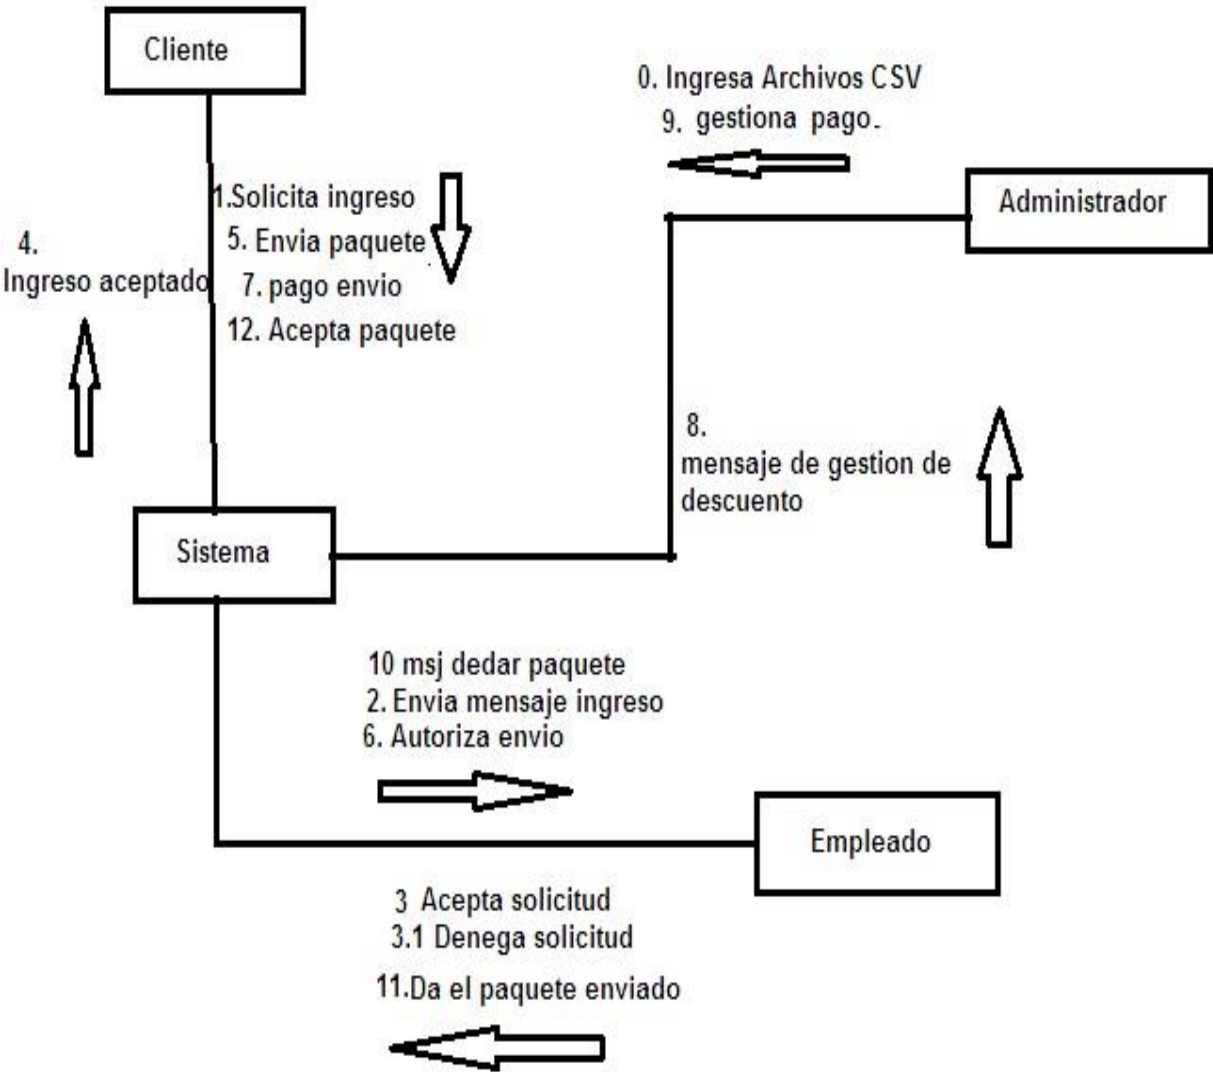 Cliente
0. Ingresa Archivos CSV
9. gestiona pago.
Administrador
1.Solicita ingreso
5. Envia paquete
7. pago envio
12. Acepta paquete
4.
Ingreso aceptado
8.
mensaje de gestion de
descuento
Sistema
10 msj dedar paquete
2. Envia mensaje ingreso
6. Autoriza envio
Empleado
3 Acepta solicitud
3.1 Denega solicitud
11.Da el paquete enviado